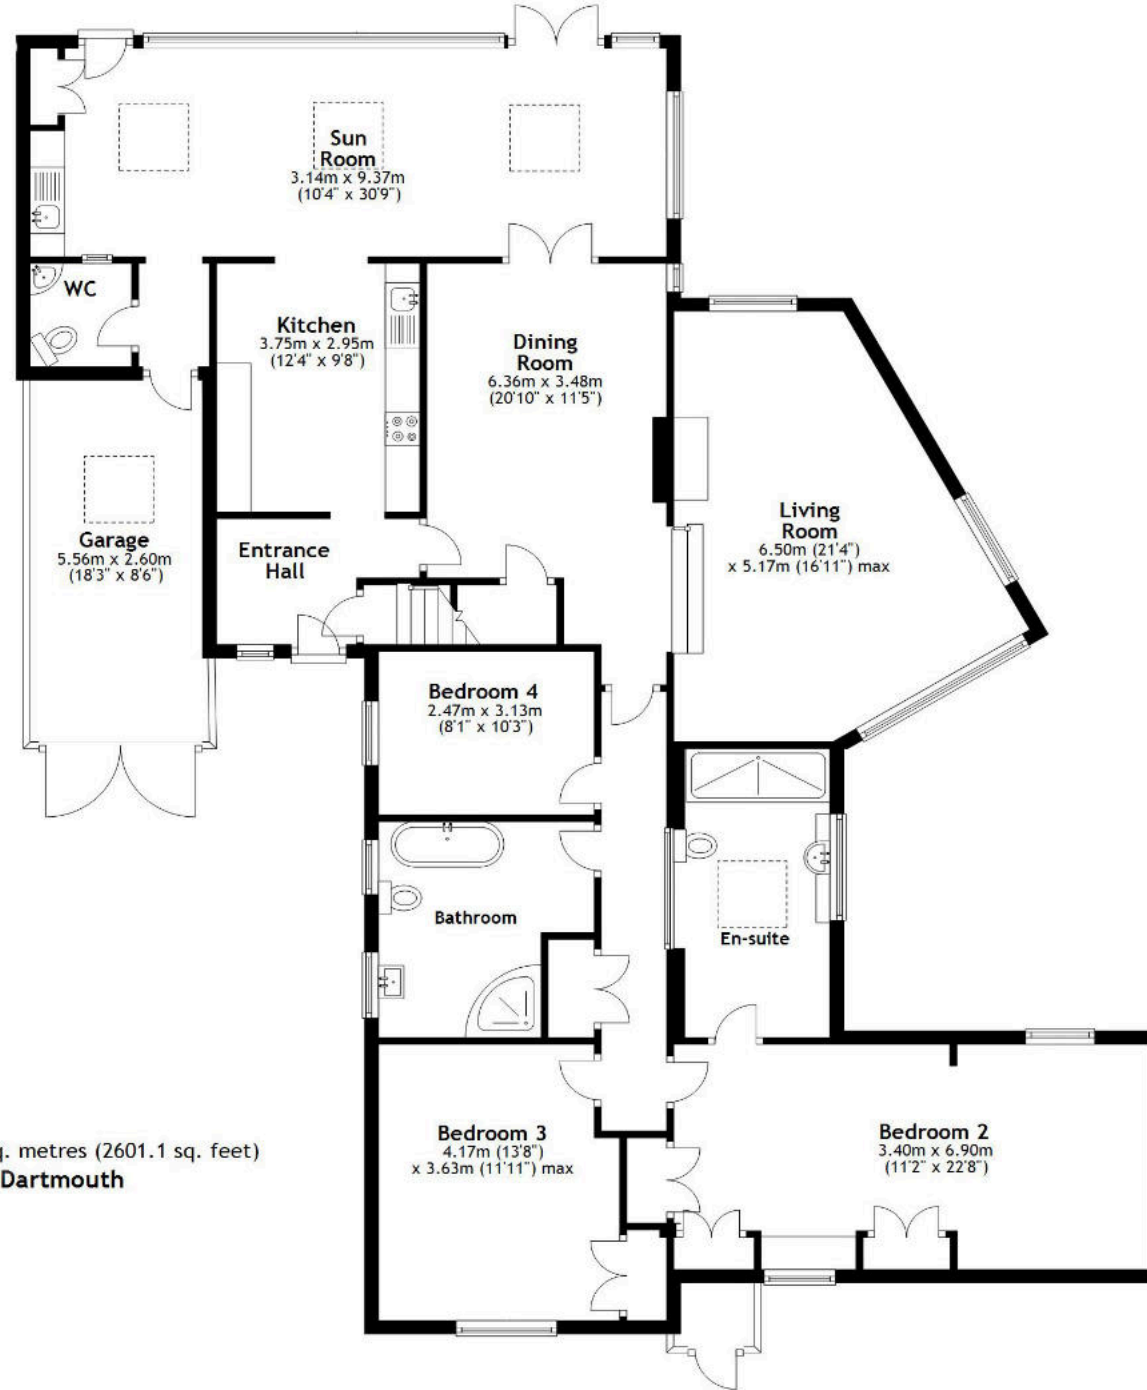 Sun
Room
3.14m x 9.37m
(10'4" x 30'9")
WC
Kitchen
3.75m x 2.95m
(12'4" x 9'8")
Dining
Room
6.36m x 3.48m
(20'10" x 11'5")
Living
Room
6.50m (21'4")
x 5.17m (16'11") max
Garage
5.56m x 2.60m
(18'3" x 8'6")
Entrance
Hall
Bedroom 4
2.47m x 3.13m
(8'1" x 10'3")
Bathroom
En-suite
Bedroom 3
4.17m (13'8")
x 3.63m (11'11") max
Bedroom 2
3.40m x 6.90m
(11'2" x 22'8")
q. metres (2601.1 sq. feet)
Dartmouth